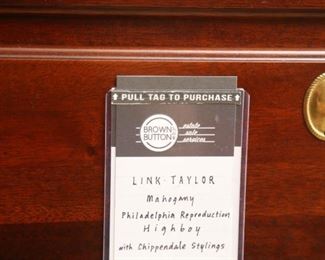 PULL TAG TO PURCHASE
BROWN
BUTTON
estate
sale
services
LINK-TAYLOR
Mahogany
Philadelphia Reproduction
Highboy
with Chippendale Stylings